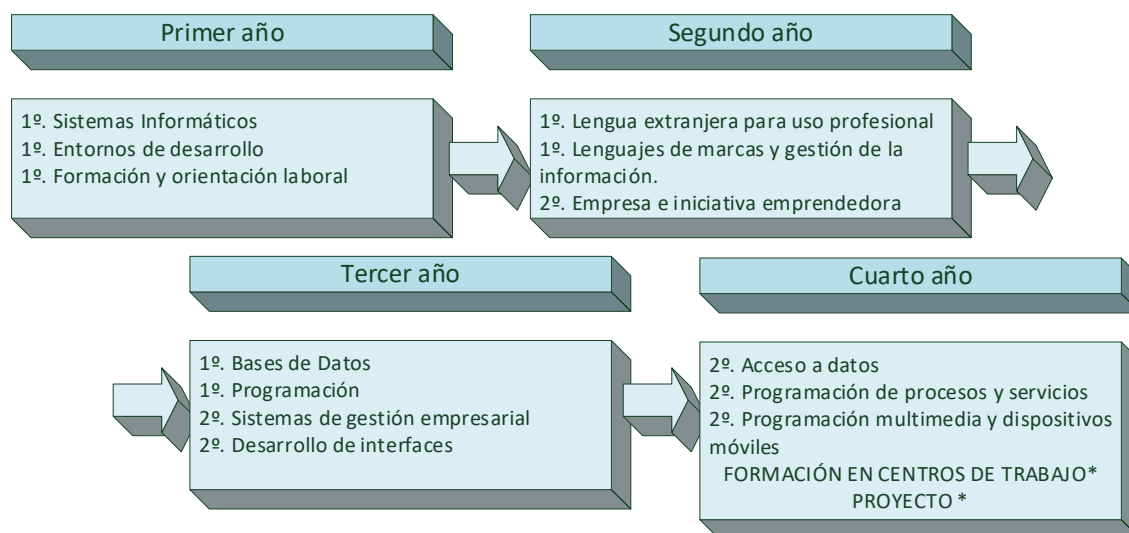 Primer año
1º. Sistemas Informáticos
1º. Entornos de desarrollo
1º. Formación y orientación laboral
Segundo año
1º. Lengua extranjera para uso profesional
1º. Lenguajes de marcas y gestión de la
información.
2º. Empresa e iniciativa emprendedora
Tercer año
1º. Bases de Datos
1º. Programación
2º. Sistemas de gestión empresarial
2º. Desarrollo de interfaces
Cuarto año
2º. Acceso a datos
2º. Programación de procesos y servicios
2º. Programación multimedia y dispositivos
móviles
FORMACIÓN EN CENTROS DE TRABAJO*
PROYECTO *